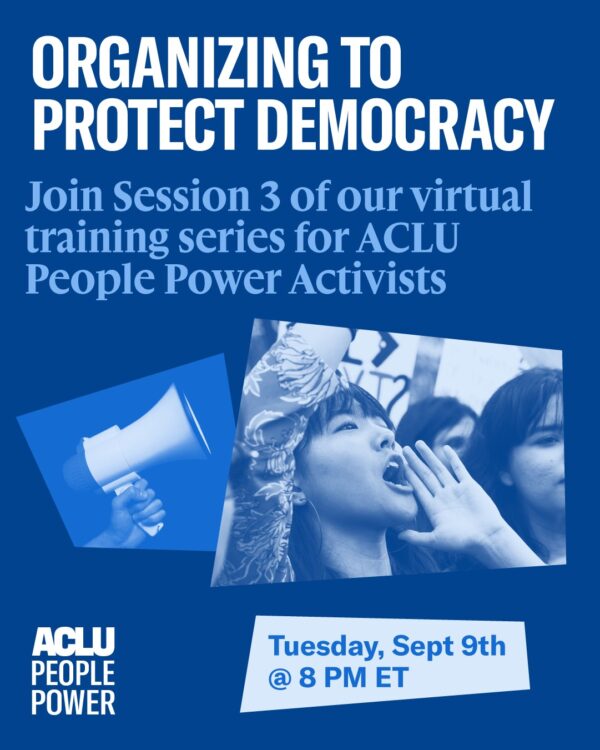 ORGANIZING TO
PROTECT DEMOCRACY
Join Session 3 of our virtual
training series for ACLU
People Power Activists
Tuesday, Sept 9th
@ 8 PM ET
ACLU
PEOPLE
POWER